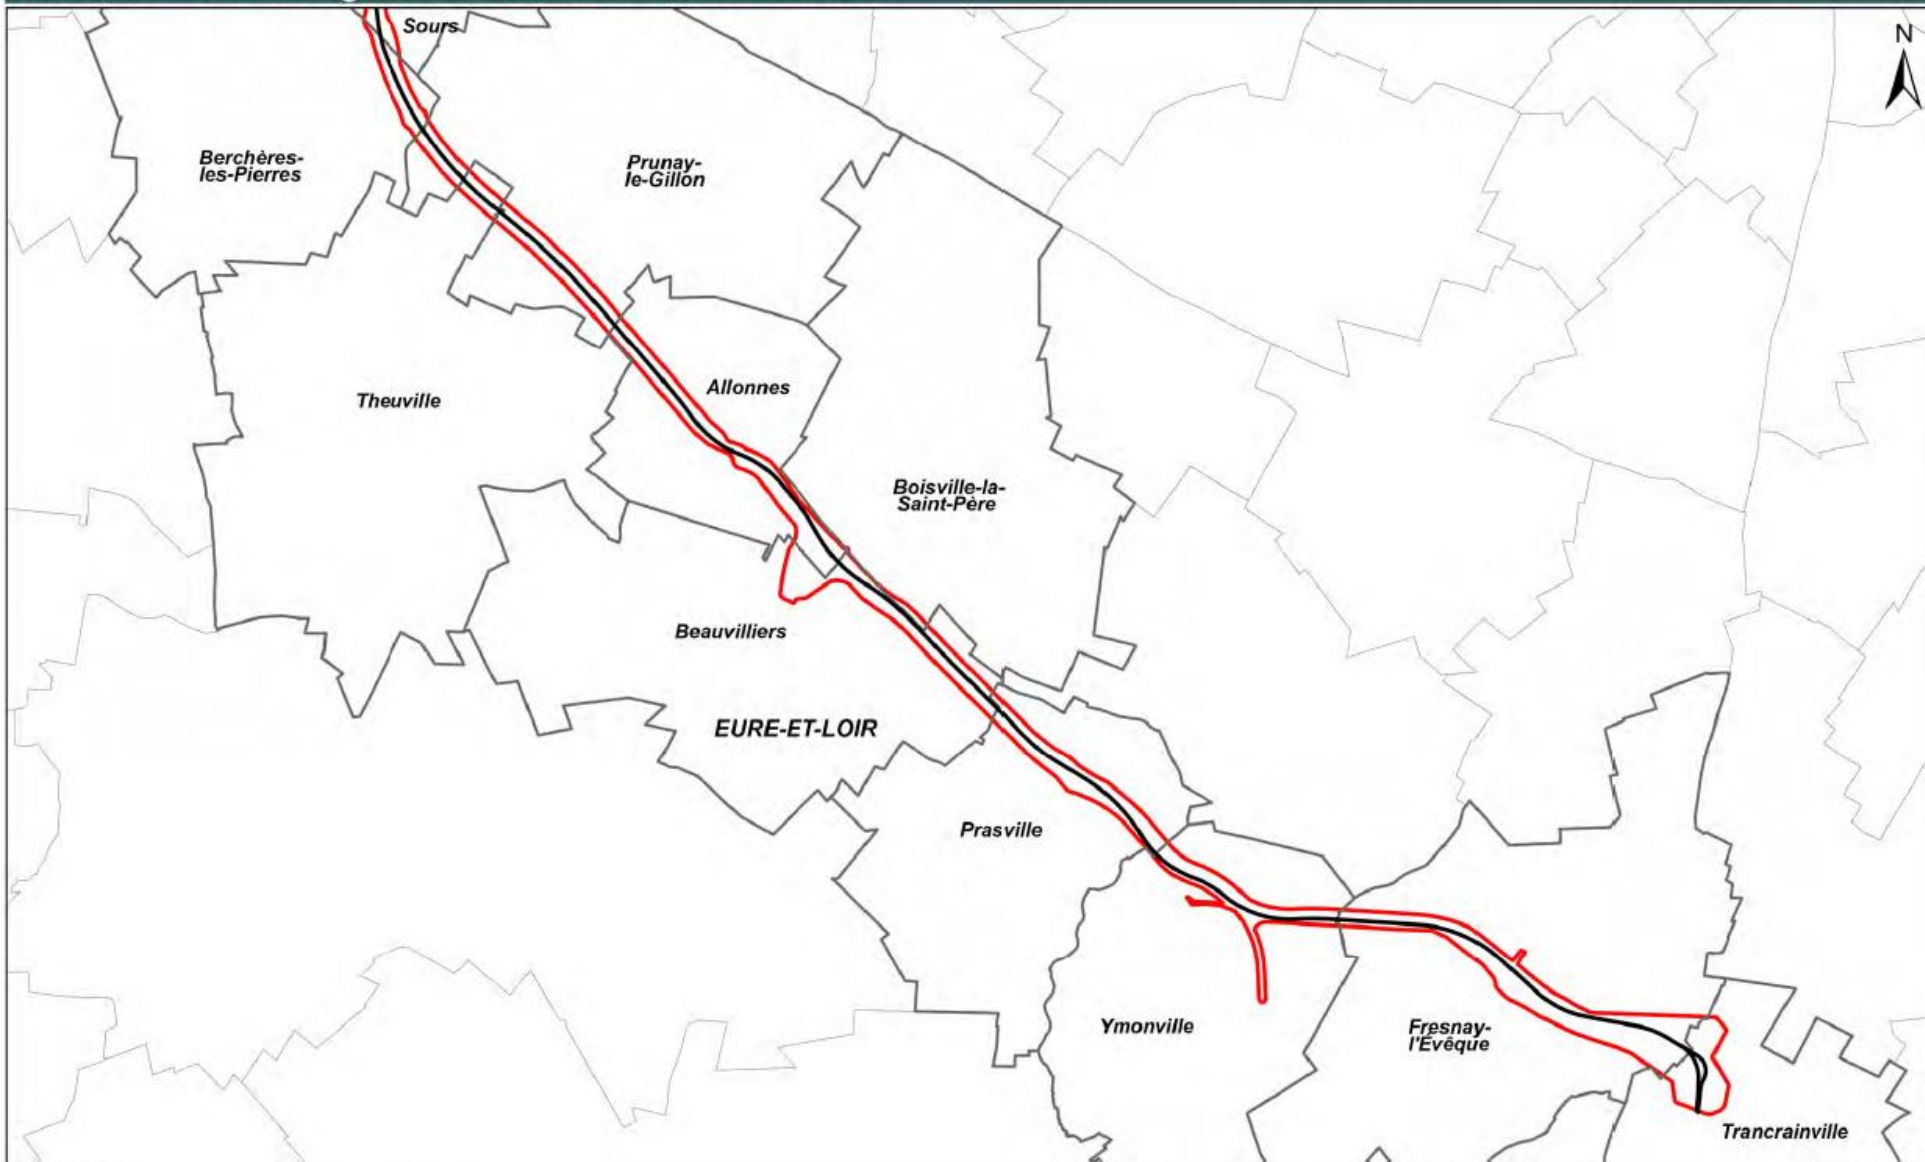 Sours
N
Berchères-
les-Pierres
Prunay-
le-Gillon
Allonnes
Theuville
Boisville-la-
Saint-Père
Beauvilliers
EURE-ET-LOIR
Prasville
Ymonville
Fresnay-
l'Évêque
Trancrainville